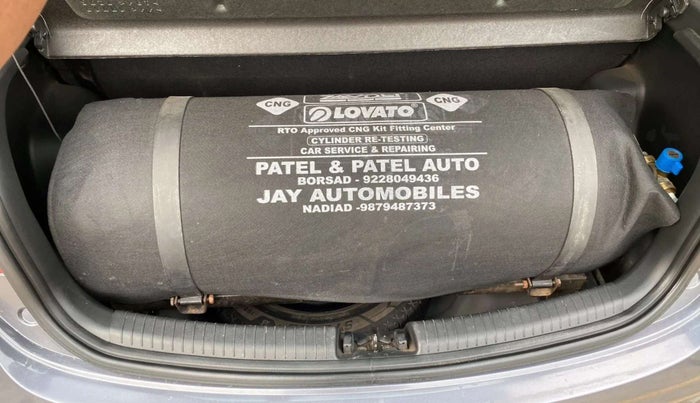 CNG
CNG
LOVATO
RTO Approved CNG Kit Fitting Center
CYLINDER RE-TESTING
CAR SERVICE & REPAIRING
PATEL & PATEL AUTO
BORSAD - 9228049436
JAY AUTOMOBILES
NADIAD -9879487373